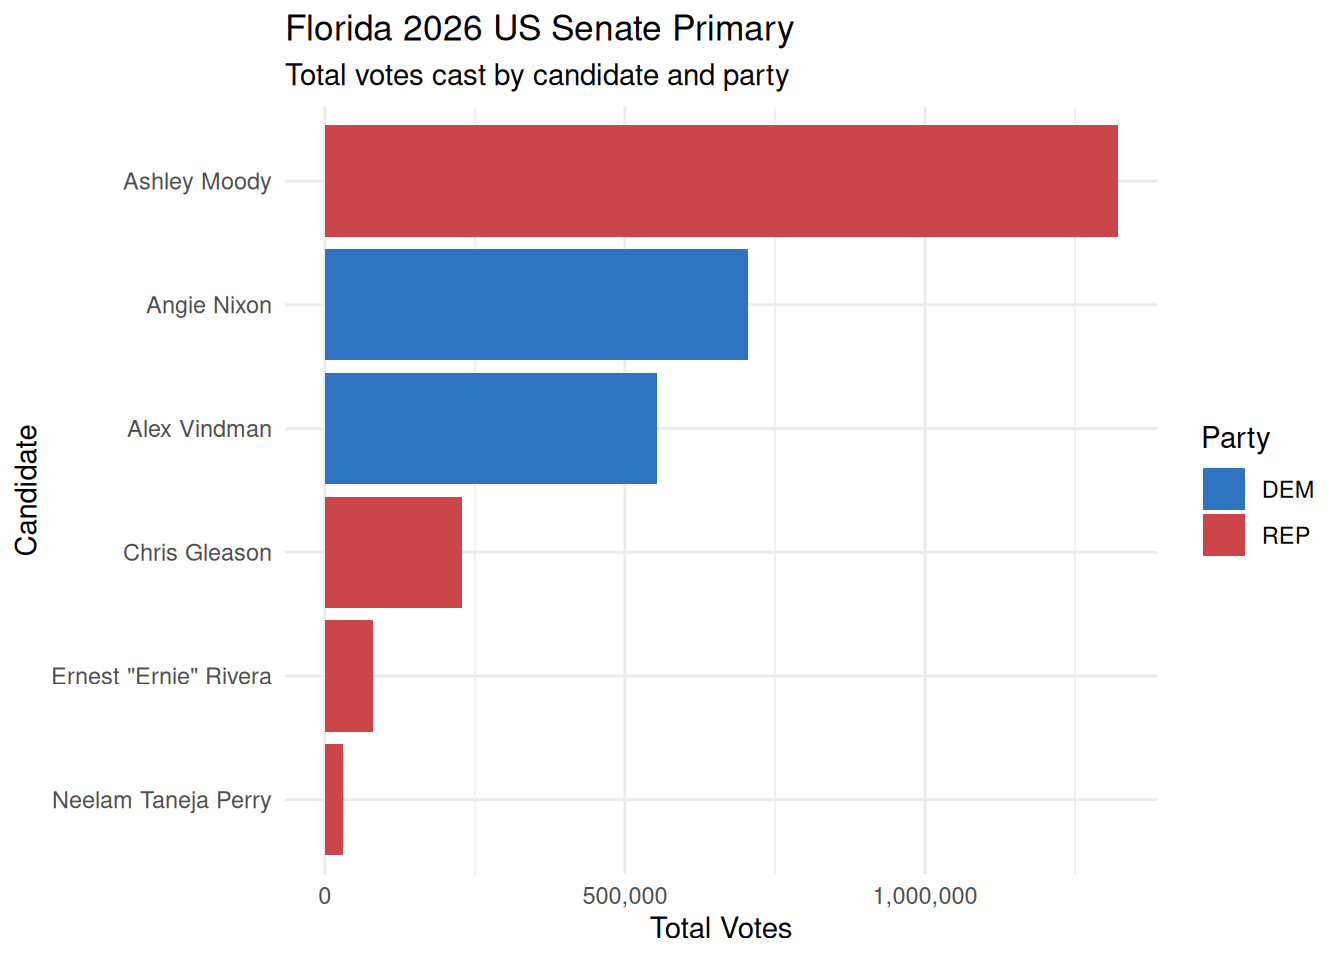 Florida 2026 US Senate Primary
Total votes cast by candidate and party
Candidate
Ashley Moody
Angie Nixon
Alex Vindman
Chris Gleason
Ernest "Ernie" Rivera
Neelam Taneja Perry
0
500,000
1,000,000
Total Votes
Party
DEM
REP